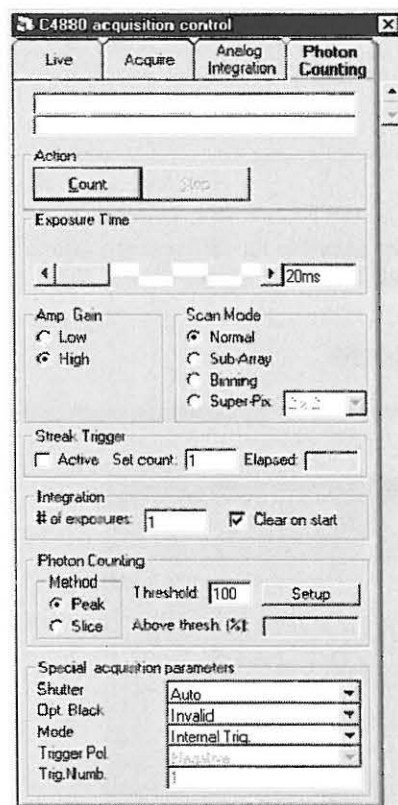 C4880 acquisition control
Live
Acquire
Analog Integration
Photon Counting
Action
Count
Stop
Exposure Time
20ms
Amp. Gain
Low
High
Scan Mode
Normal
Sub-Array
Binning
Super-Pix
2x2
Streak Trigger
Active Set count: 1 Elapsed:
Integration
# of exposures: 1 Clear on start
Photon Counting
Method
Peak
Slice
Threshold: 100 Setup
Above thresh. (%):
Special acquisition parameters
Shutter Auto
Opt. Black Invalid
Mode Internal Trig.
Trigger Pol. Negative
Trig.Numb. 1